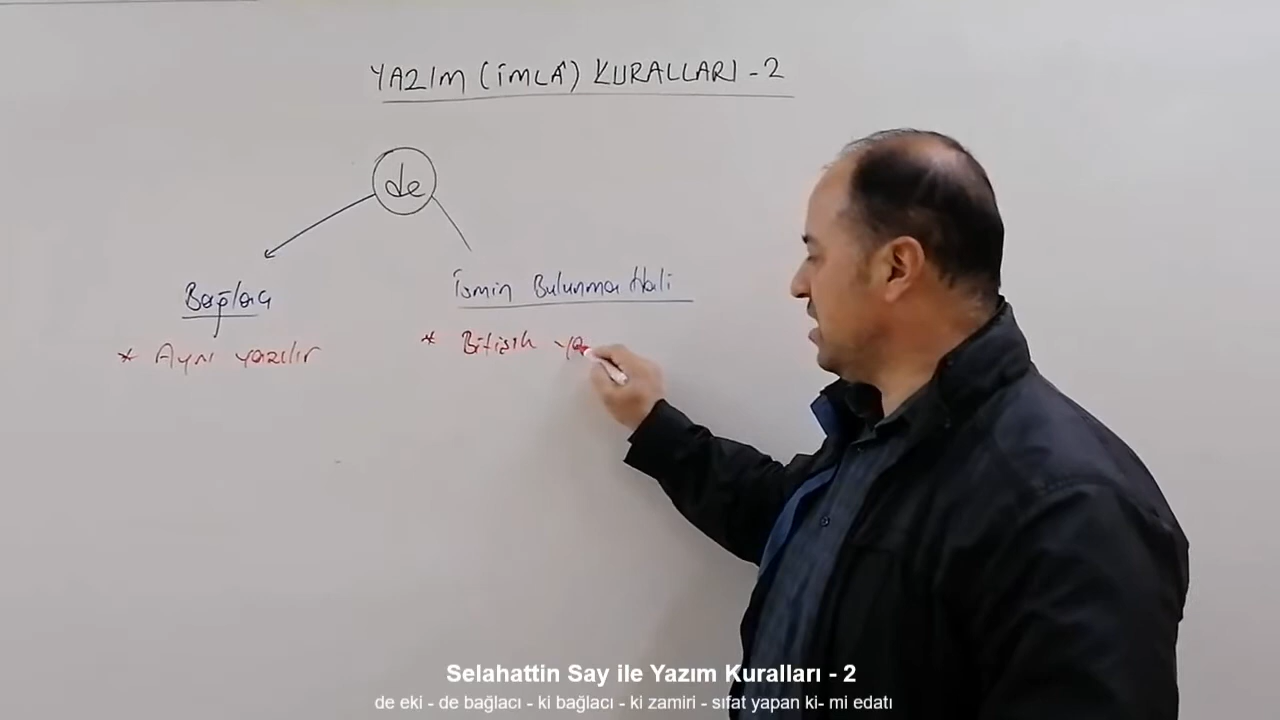 YAZIM (İMLÂ) KURALLARI - 2
de
Bağlaç
İsmin Bulunma Hali
* Ayrı yazılır
* Bitişik ya
Selahattin Say ile Yazım Kuralları - 2
de eki - de bağlacı - ki bağlacı - ki zamiri - sıfat yapan ki- mi edatı